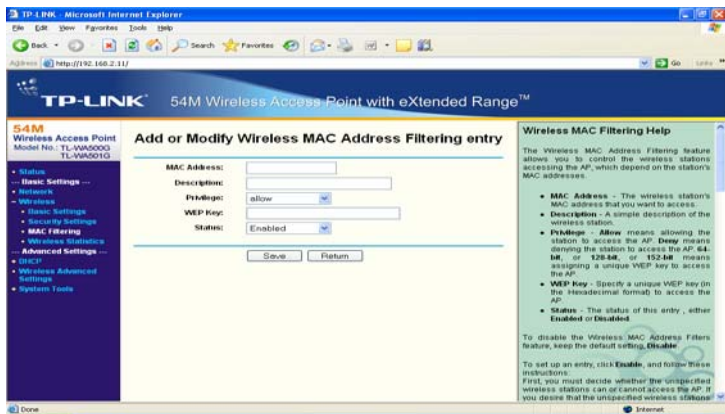 TP-LINK - Microsoft Internet Explorer
File Edit View Favorites Tools Help
Back Search Favorites
Address http://192.168.2.11/ Go Links »
TP-LINK® 54M Wireless Access Point with eXtended Range™
54M
Wireless Access Point
Model No.: TL-WA500G
TL-WA501G
• Status
--- Basic Settings ---
• Network
- Wireless
• Basic Settings
• Security Settings
• MAC Filtering
• Wireless Statistics
--- Advanced Settings ---
• DHCP
• Wireless Advanced
Settings
• System Tools
Add or Modify Wireless MAC Address Filtering entry
MAC Address:
Description:
Privilege: allow
WEP Key:
Status: Enabled
Save Return
Wireless MAC Filtering Help
The Wireless MAC Address Filtering feature
allows you to control the wireless stations
accessing the AP, which depend on the station's
MAC addresses.
• MAC Address - The wireless station's
MAC address that you want to access.
• Description - A simple description of the
wireless station.
• Privilege - Allow means allowing the
station to access the AP. Deny means
denying the station to access the AP. 64-
bit, or 128-bit, or 152-bit means
assigning a unique WEP key to access
the AP.
• WEP Key - Specify a unique WEP key (in
the Hexadecimal format) to access the
AP.
• Status - The status of this entry , either
Enabled or Disabled.
To disable the Wireless MAC Address Filters
feature, keep the default setting, Disable
To set up an entry, click Enable, and follow these
instructions:
First, you must decide whether the unspecified
wireless stations can or cannot access the AP. If
you desire that the unspecified wireless stations
Done Internet